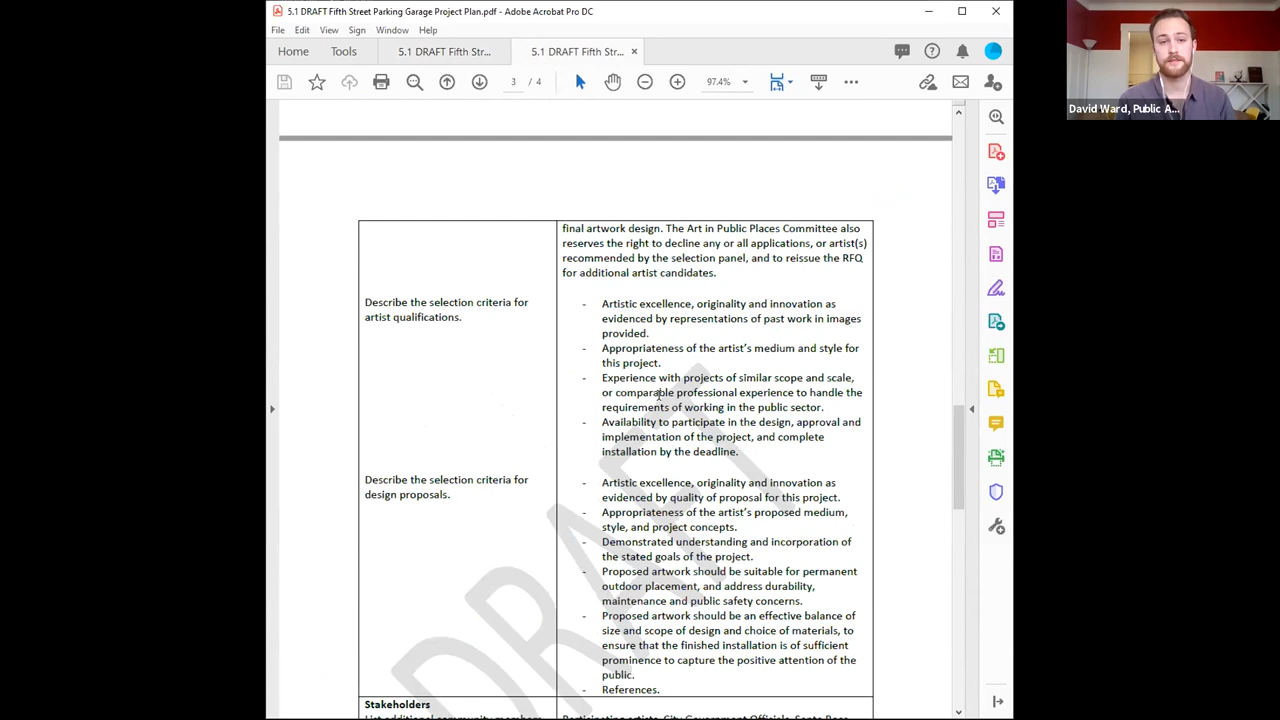 5.1 DRAFT Fifth Street Parking Garage Project Plan.pdf - Adobe Acrobat Pro DC
File Edit View Sign Window Help
Home Tools 5.1 DRAFT Fifth Str... 5.1 DRAFT Fifth Str...
3 / 4 97.4%
David Ward, Public A...
final artwork design. The Art in Public Places Committee also
reserves the right to decline any or all applications, or artist(s)
recommended by the selection panel, and to reissue the RFQ
for additional artist candidates.
Describe the selection criteria for
artist qualifications.
- Artistic excellence, originality and innovation as
evidenced by representations of past work in images
provided.
- Appropriateness of the artist's medium and style for
this project.
- Experience with projects of similar scope and scale,
or comparable professional experience to handle the
requirements of working in the public sector.
- Availability to participate in the design, approval and
implementation of the project, and complete
installation by the deadline.
Describe the selection criteria for
design proposals.
- Artistic excellence, originality and innovation as
evidenced by quality of proposal for this project.
- Appropriateness of the artist's proposed medium,
style, and project concepts.
- Demonstrated understanding and incorporation of
the stated goals of the project.
- Proposed artwork should be suitable for permanent
outdoor placement, and address durability,
maintenance and public safety concerns.
- Proposed artwork should be an effective balance of
size and scope of design and choice of materials, to
ensure that the finished installation is of sufficient
prominence to capture the positive attention of the
public.
- References.
DRAFT
Stakeholders
List additional community members
Participating artists, City Government Officials, Santa Rosa